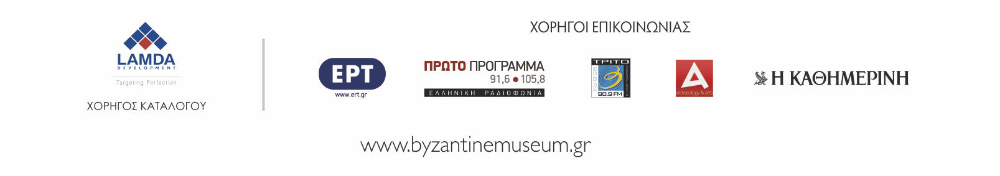 LAMDA
DEVELOPMENT
Targeting Perfection
ΧΟΡΗΓΟΣ ΚΑΤΑΛΟΓΟΥ
ΧΟΡΗΓΟΙ ΕΠΙΚΟΙΝΩΝΙΑΣ
ΕΡΤ
www.ert.gr
ΠΡΩΤΟ ΠΡΟΓΡΑΜΜΑ
91,6 • 105,8
ΕΛΛΗΝΙΚΗ ΡΑΔΙΟΦΩΝΙΑ
ΤΡΙΤΟ
95.6 FM
90.9 FM
archaeology & arts
Η ΚΑΘΗΜΕΡΙΝΗ
www.byzantinemuseum.gr